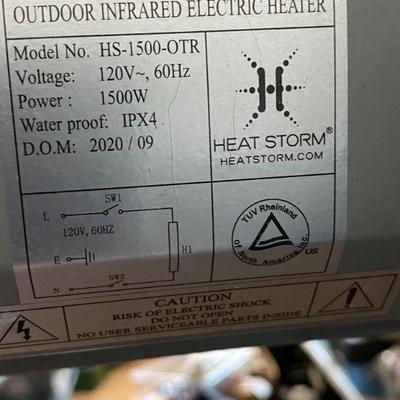 OUTDOOR INFRARED ELECTRIC HEATER
Model No. HS-1500-OTR
Voltage: 120V~, 60Hz
Power : 1500W
Water proof: IPX4
D.O.M: 2020 / 09
HEAT STORM®
HEATSTORM.COM
SW1
L
120V, 60HZ
H1
E
SW2
N
TUV Rheinland
of North America, Inc.
US
CAUTION
RISK OF ELECTRIC SHOCK
DO NOT OPEN
NO USER SERVICEABLE PARTS INSIDE